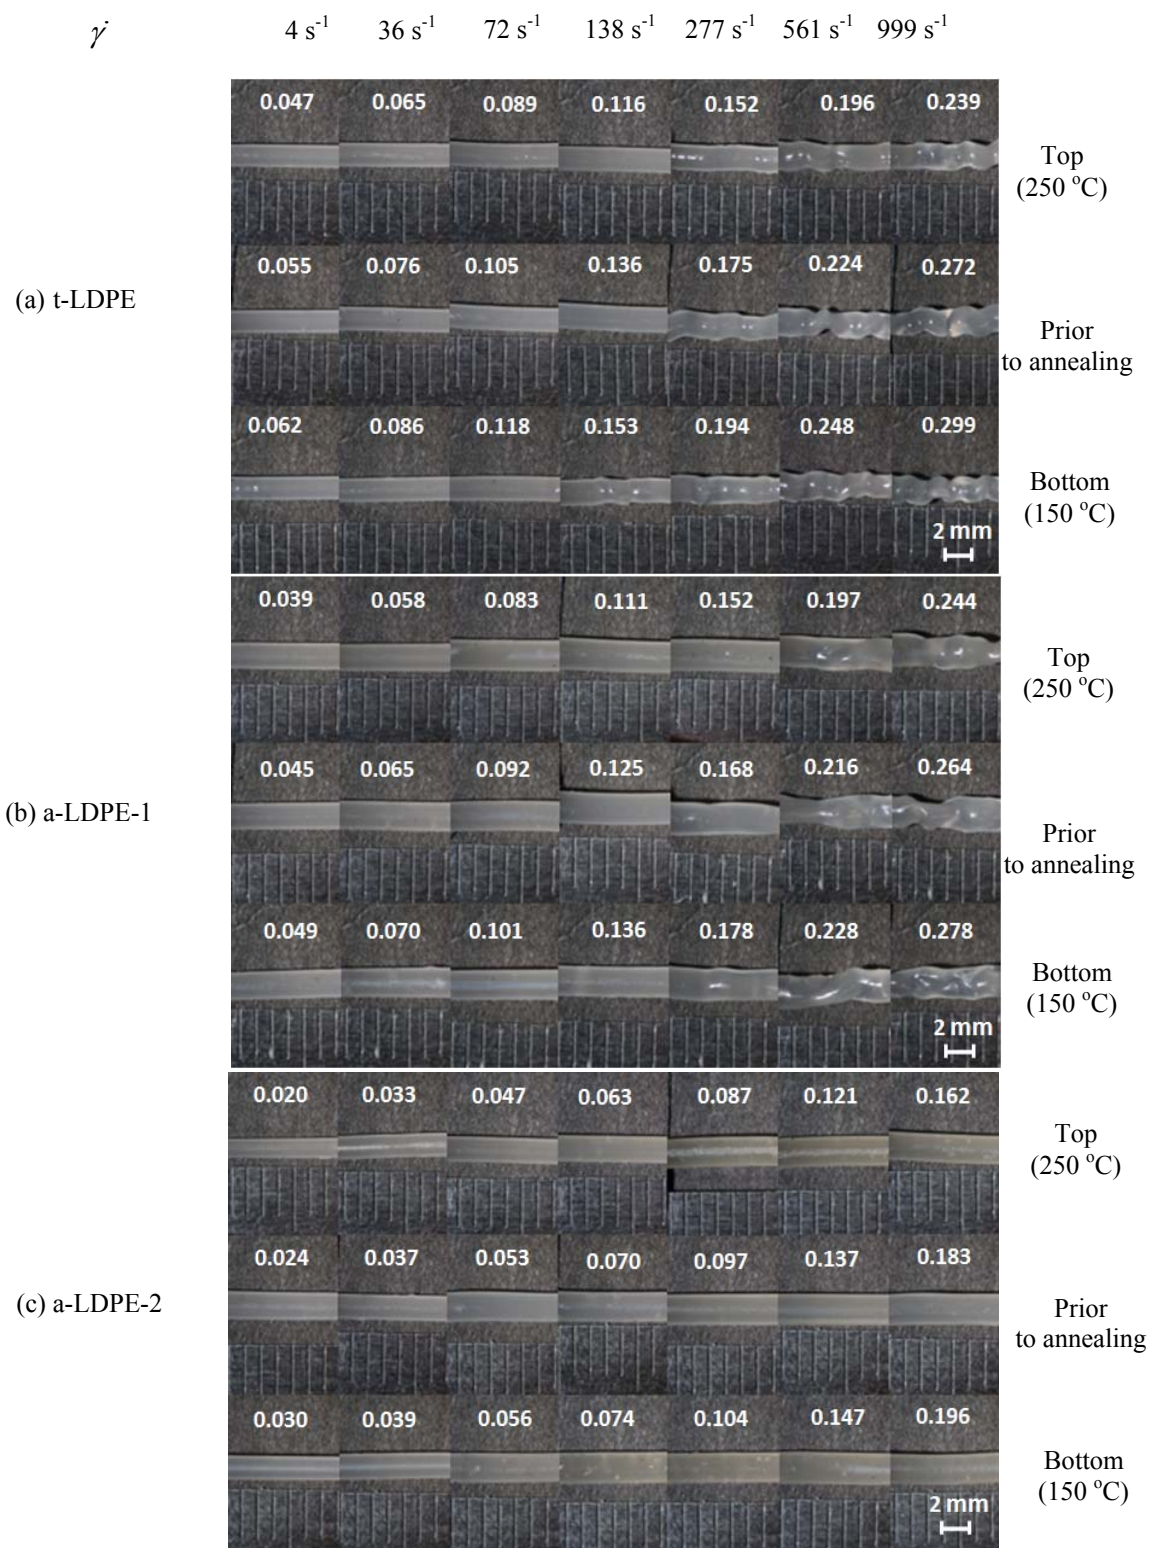 γ̇ 4 s⁻¹ 36 s⁻¹ 72 s⁻¹ 138 s⁻¹ 277 s⁻¹ 561 s⁻¹ 999 s⁻¹
0.047 0.065 0.089 0.116 0.152 0.196 0.239
Top
(250 °C)
(a) t-LDPE
0.055 0.076 0.105 0.136 0.175 0.224 0.272
Prior
to annealing
0.062 0.086 0.118 0.153 0.194 0.248 0.299
Bottom
(150 °C)
2 mm
0.039 0.058 0.083 0.111 0.152 0.197 0.244
Top
(250 °C)
(b) a-LDPE-1
0.045 0.065 0.092 0.125 0.168 0.216 0.264
Prior
to annealing
0.049 0.070 0.101 0.136 0.178 0.228 0.278
Bottom
(150 °C)
2 mm
0.020 0.033 0.047 0.063 0.087 0.121 0.162
Top
(250 °C)
(c) a-LDPE-2
0.024 0.037 0.053 0.070 0.097 0.137 0.183
Prior
to annealing
0.030 0.039 0.056 0.074 0.104 0.147 0.196
Bottom
(150 °C)
2 mm